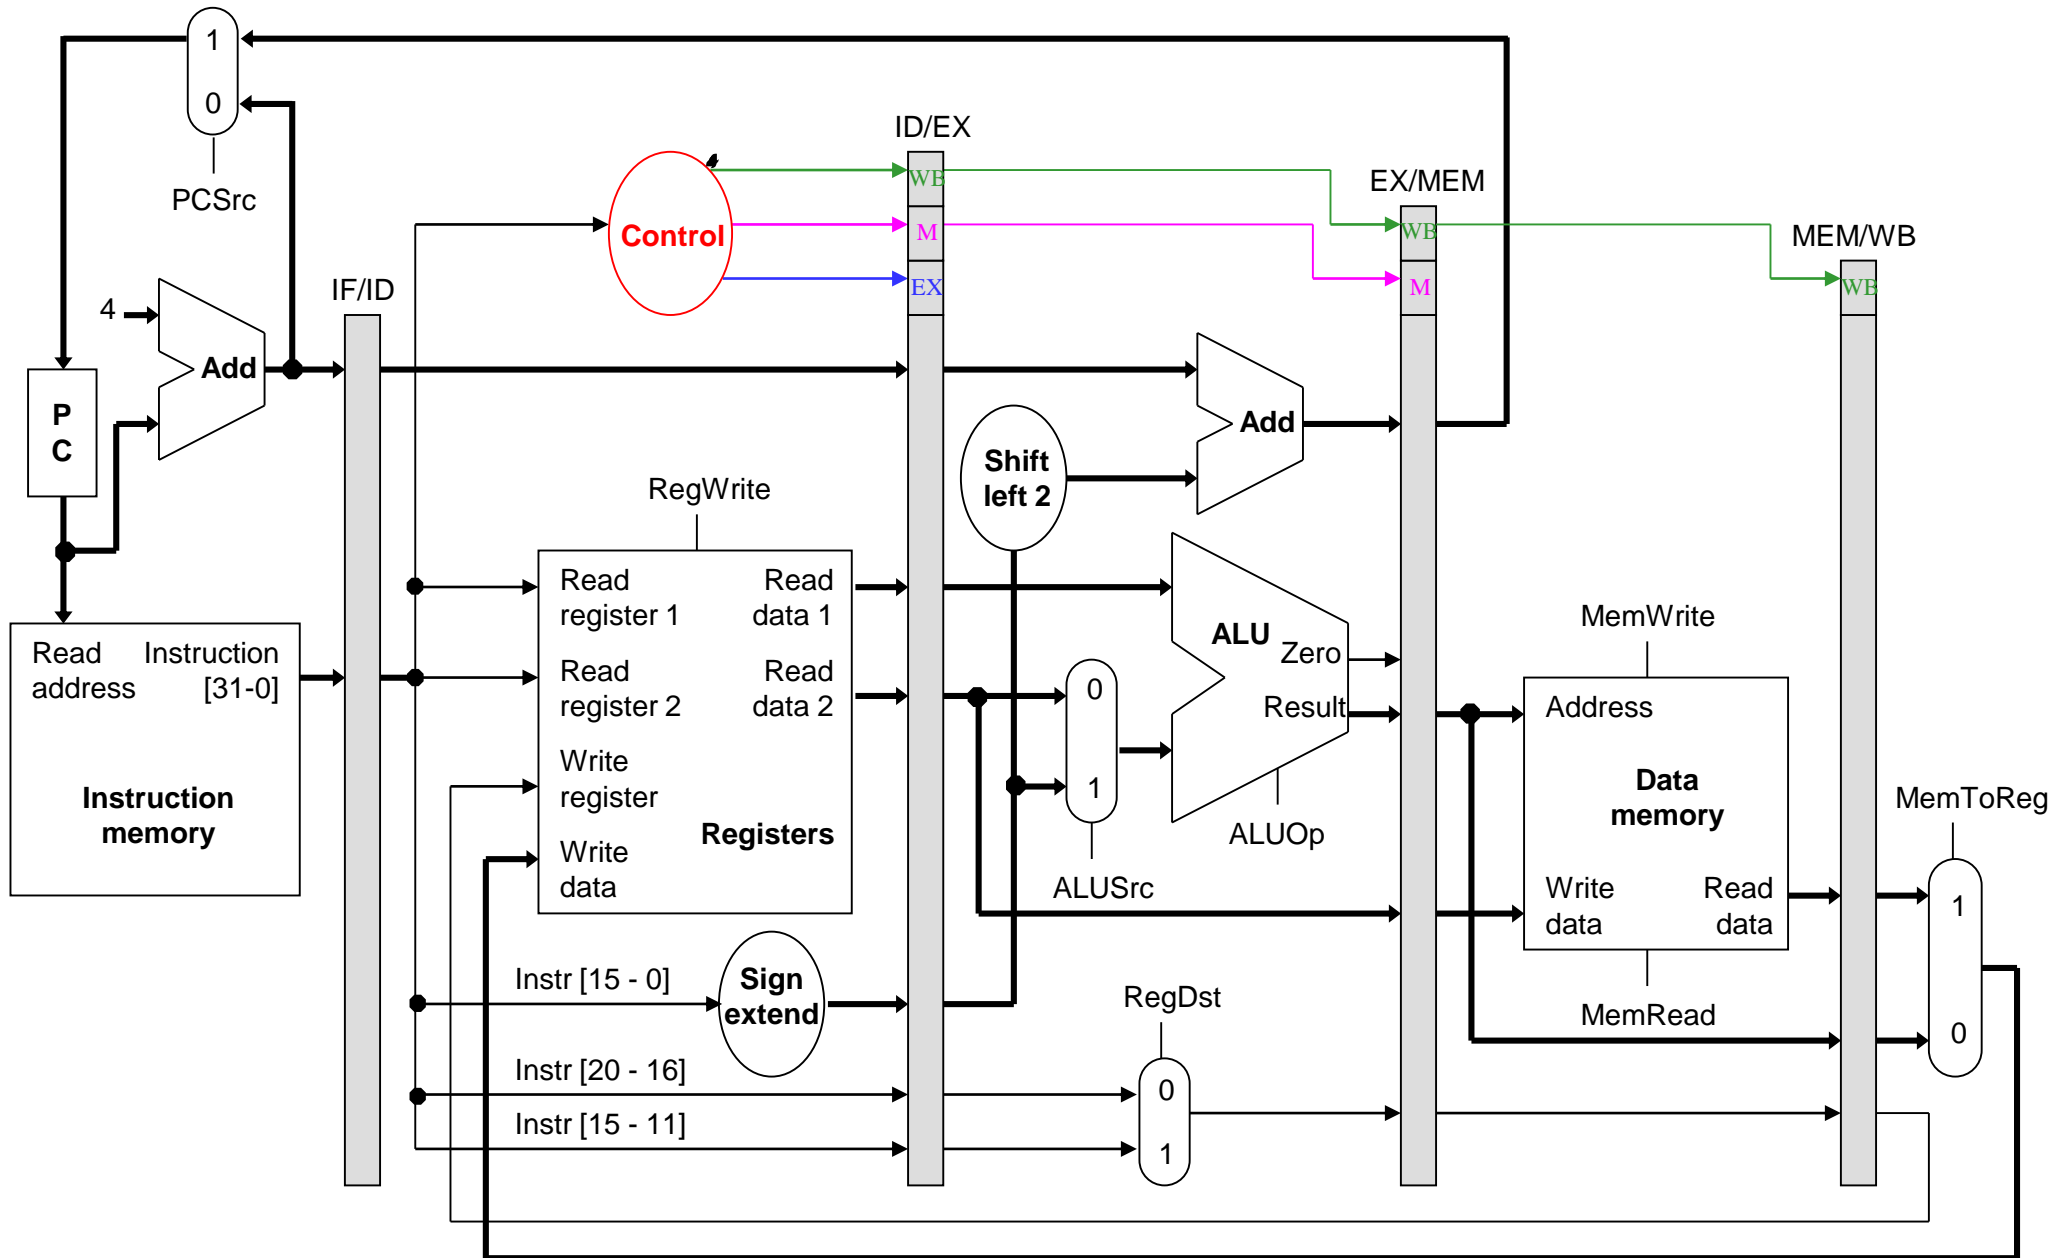 1
0
PCSrc
4
Add
P
C
IF/ID
Control
ID/EX
WB
M
EX
EX/MEM
WB
M
MEM/WB
WB
Shift
left 2
Add
RegWrite
Read
register 1
Read
data 1
Read
register 2
Read
data 2
Write
register
Write
data
Registers
Read
address
Instruction
[31-0]
Instruction
memory
0
1
ALUSrc
ALU
Zero
Result
ALUOp
MemWrite
Address
Data
memory
Write
data
Read
data
MemRead
MemToReg
1
0
Instr [15 - 0]
Sign
extend
RegDst
Instr [20 - 16]
Instr [15 - 11]
0
1